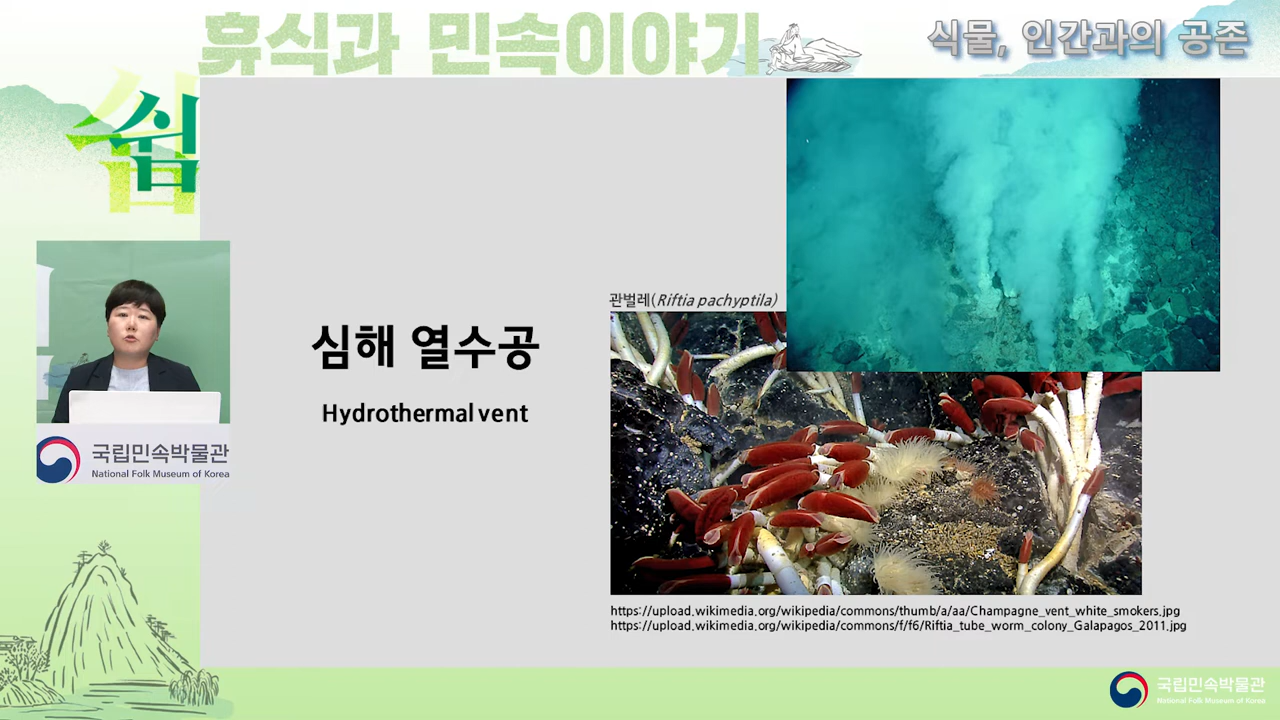 휴식과 민속이야기
식물, 인간과의 공존
쉼
관벌레(Riftia pachyptila)
심해 열수공
Hydrothermal vent
국립민속박물관
National Folk Museum of Korea
https://upload.wikimedia.org/wikipedia/commons/thumb/a/aa/Champagne_vent_white_smokers.jpg
https://upload.wikimedia.org/wikipedia/commons/f/f6/Riftia_tube_worm_colony_Galapagos_2011.jpg
국립민속박물관
National Folk Museum of Korea